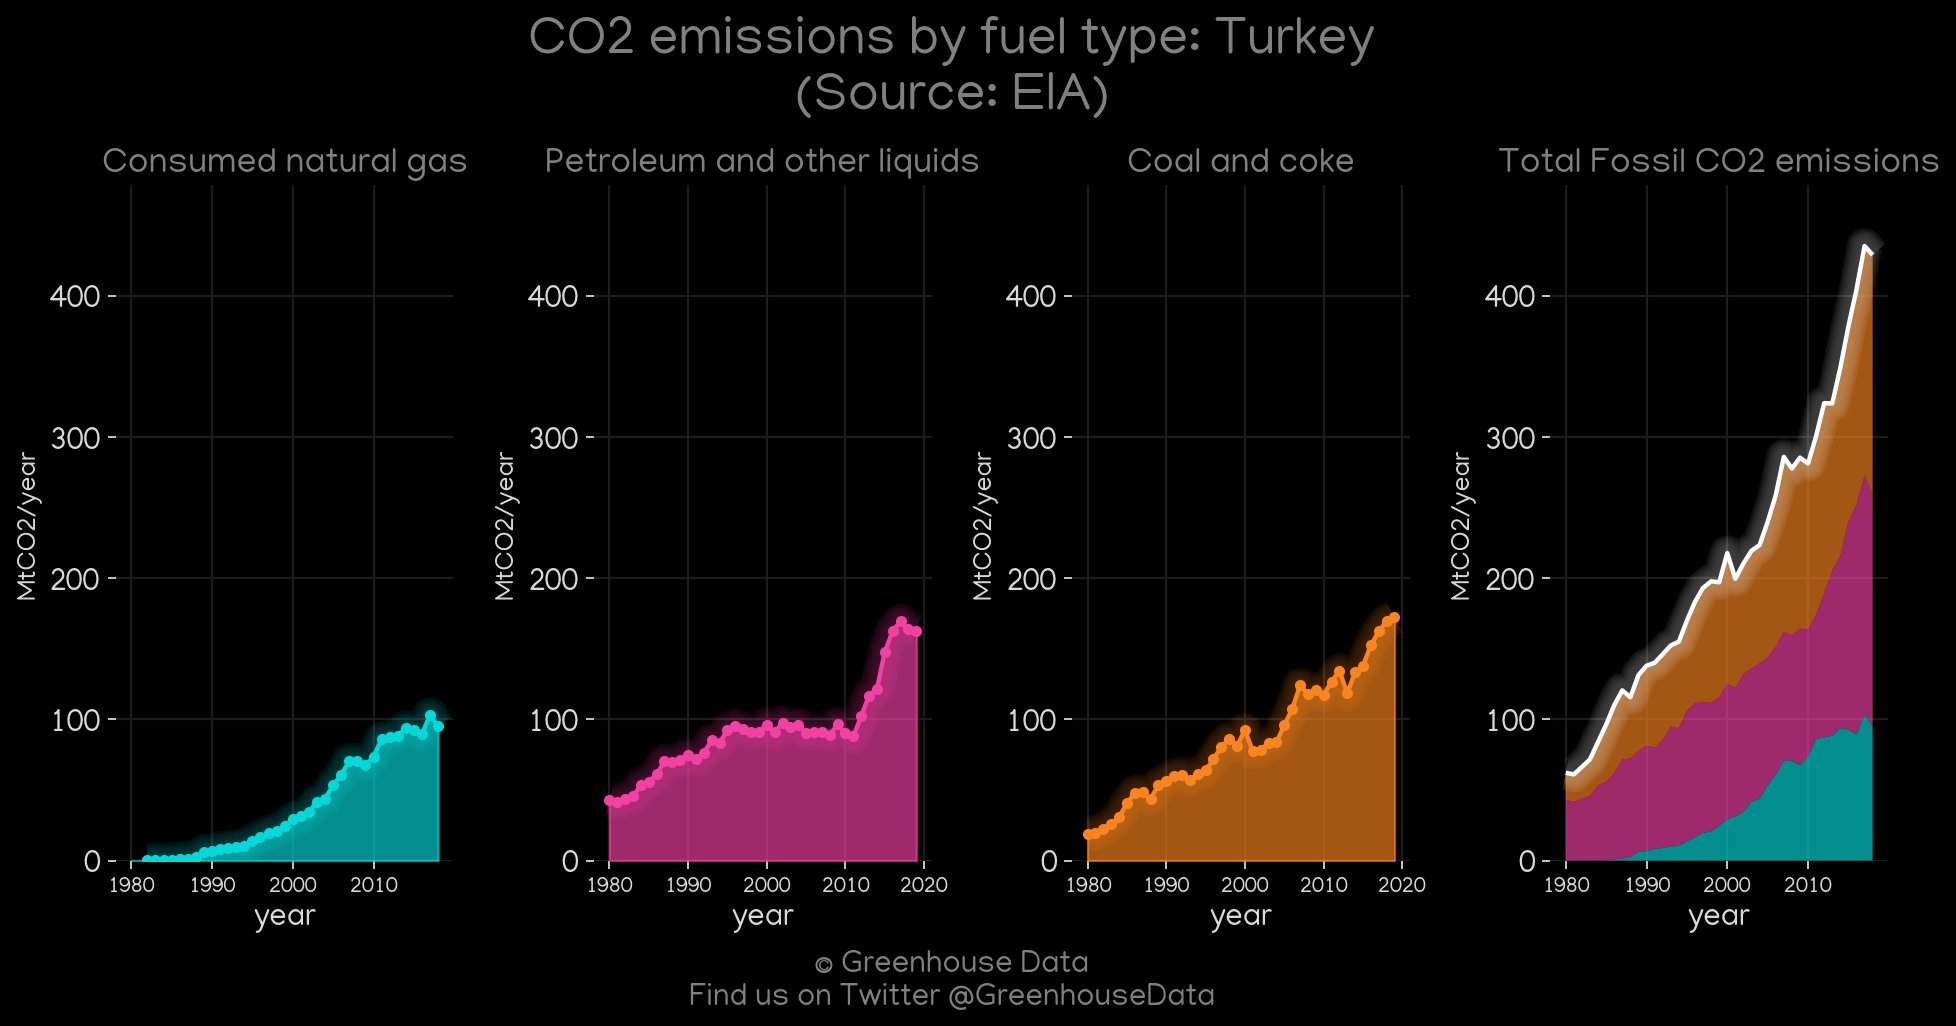 CO2 emissions by fuel type: Turkey
(Source: EIA)
Consumed natural gas
Petroleum and other liquids
Coal and coke
Total Fossil CO2 emissions
MtCO2/year
400
300
200
100
0
1980 1990 2000 2010
year
MtCO2/year
400
300
200
100
0
1980 1990 2000 2010 2020
year
MtCO2/year
400
300
200
100
0
1980 1990 2000 2010 2020
year
MtCO2/year
400
300
200
100
0
1980 1990 2000 2010
year
© Greenhouse Data
Find us on Twitter @GreenhouseData